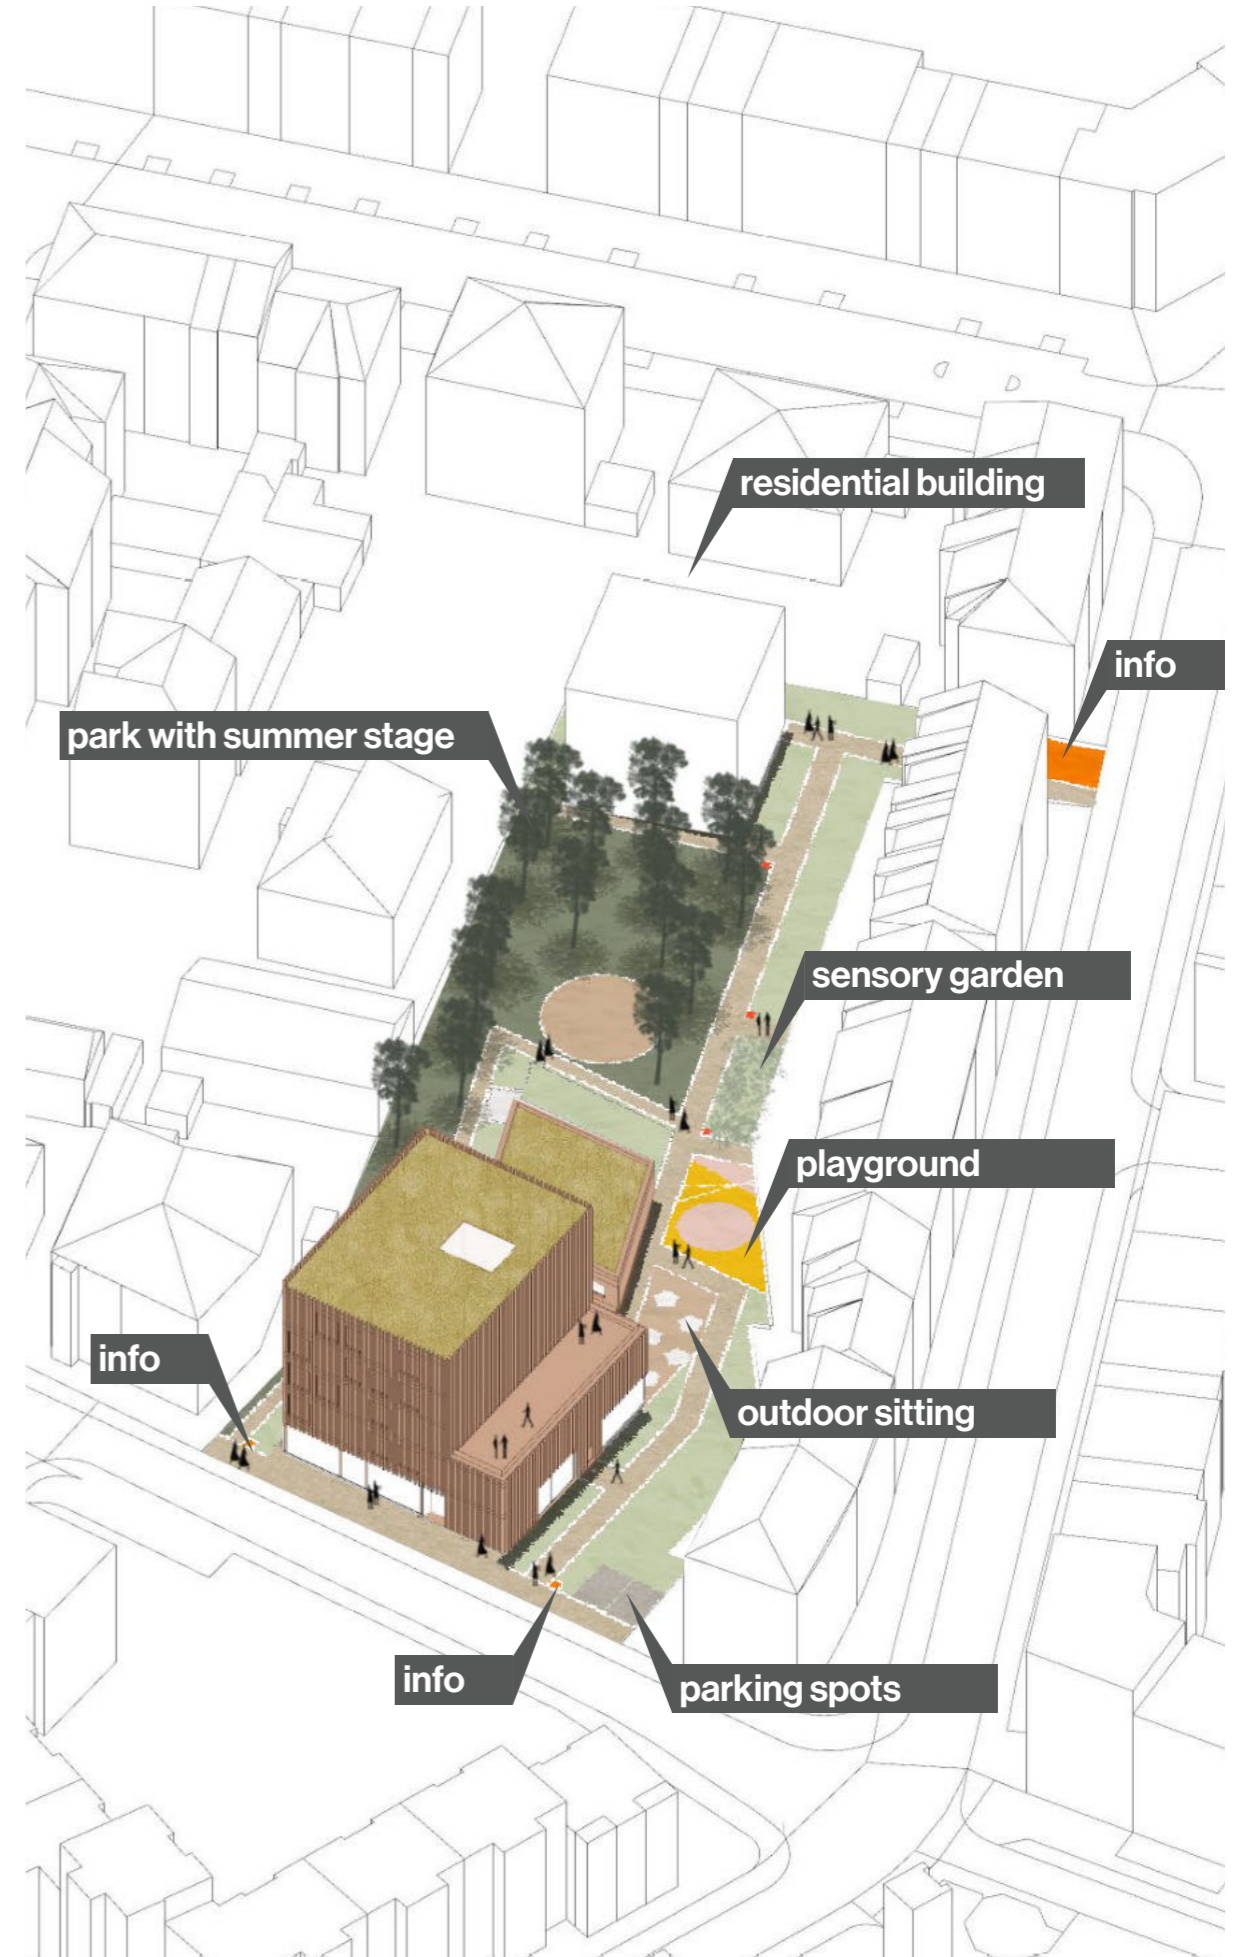 residential building
info
park with summer stage
sensory garden
playground
info
outdoor sitting
info
parking spots